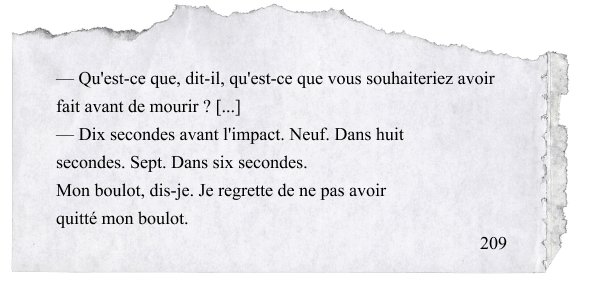 — Qu'est-ce que, dit-il, qu'est-ce que vous souhaiteriez avoir
fait avant de mourir ? [...]
— Dix secondes avant l'impact. Neuf. Dans huit
secondes. Sept. Dans six secondes.
Mon boulot, dis-je. Je regrette de ne pas avoir
quitté mon boulot.
209